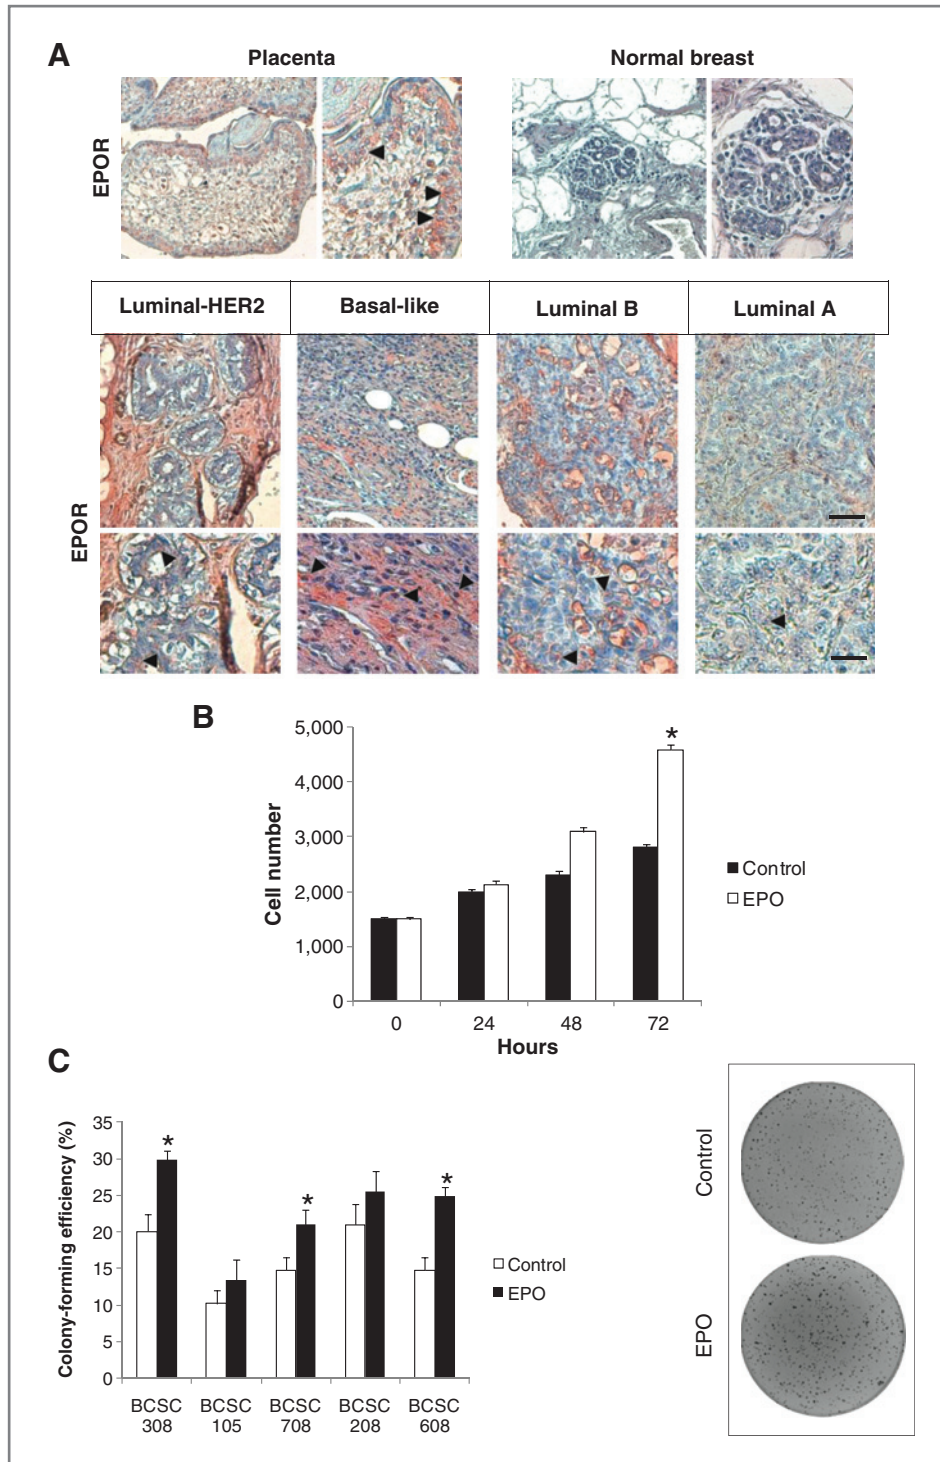 A
Placenta
Normal breast
EPOR
Luminal-HER2
Basal-like
Luminal B
Luminal A
EPOR
B
5,000
4,000
3,000
2,000
1,000
0
Cell number
*
0
24
48
72
Hours
Control
EPO
C
35
30
25
20
15
10
5
0
Colony-forming efficiency (%)
*
*
*
BCSC 308
BCSC 105
BCSC 708
BCSC 208
BCSC 608
Control
EPO
Control
EPO